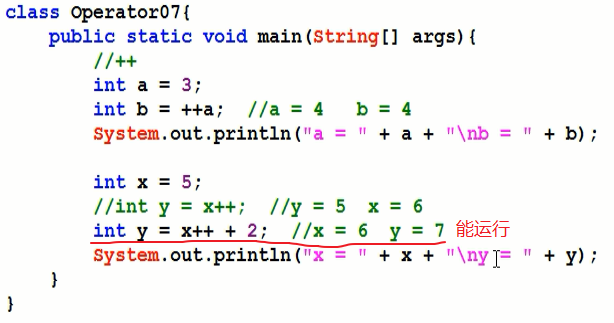 class Operator07{
public static void main(String[] args){
//++
int a = 3;
int b = ++a;  //a = 4   b = 4
System.out.println("a = " + a + "\nb = " + b);
int x = 5;
//int y = x++;  //y = 5  x = 6
int y = x++ + 2;  //x = 6  y = 7 能运行
System.out.println("x = " + x + "\ny = " + y);
}
}